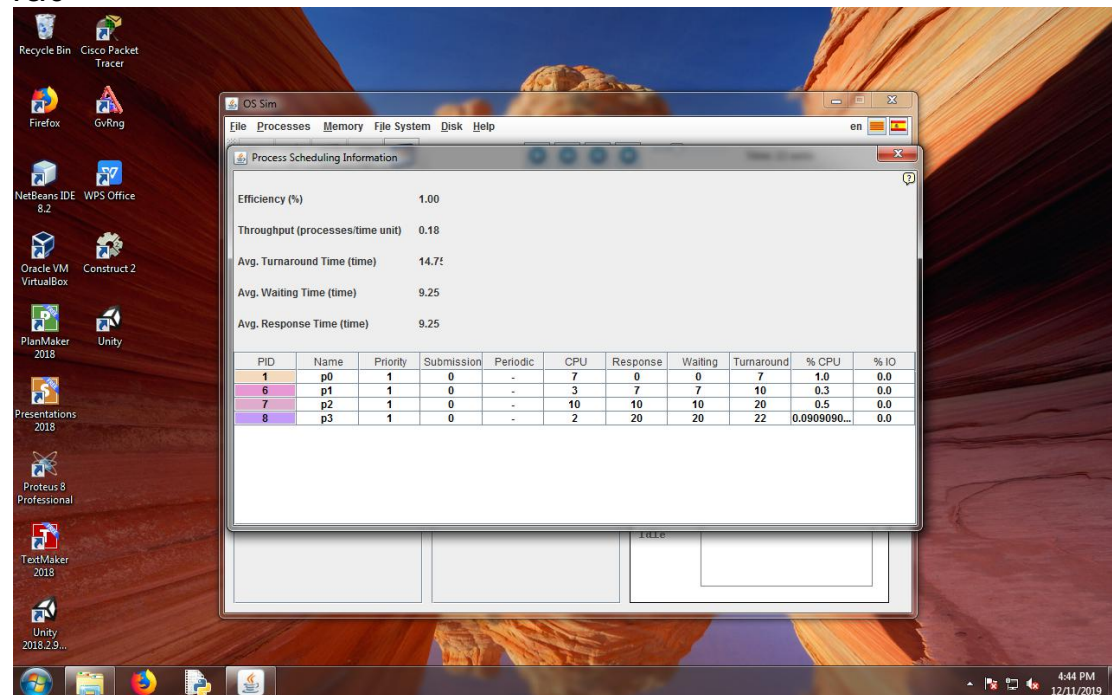 Recycle Bin
Cisco Packet
Tracer
Firefox
GvRng
NetBeans IDE
8.2
WPS Office
Oracle VM
VirtualBox
Construct 2
PlanMaker
2018
Unity
Presentations
2018
Proteus 8
Professional
TextMaker
2018
Unity
2018.2.9...
OS Sim
File Processes Memory File System Disk Help en
Process Scheduling Information
Efficiency (%) 1.00
Throughput (processes/time unit) 0.18
Avg. Turnaround Time (time) 14.75
Avg. Waiting Time (time) 9.25
Avg. Response Time (time) 9.25
PID Name Priority Submission Periodic CPU Response Waiting Turnaround % CPU % IO
1 p0 1 0 - 7 0 0 7 1.0 0.0
6 p1 1 0 - 3 7 7 10 0.3 0.0
7 p2 1 0 - 10 10 10 20 0.5 0.0
8 p3 1 0 - 2 20 20 22 0.0909090... 0.0
Idle
4:44 PM
12/11/2019